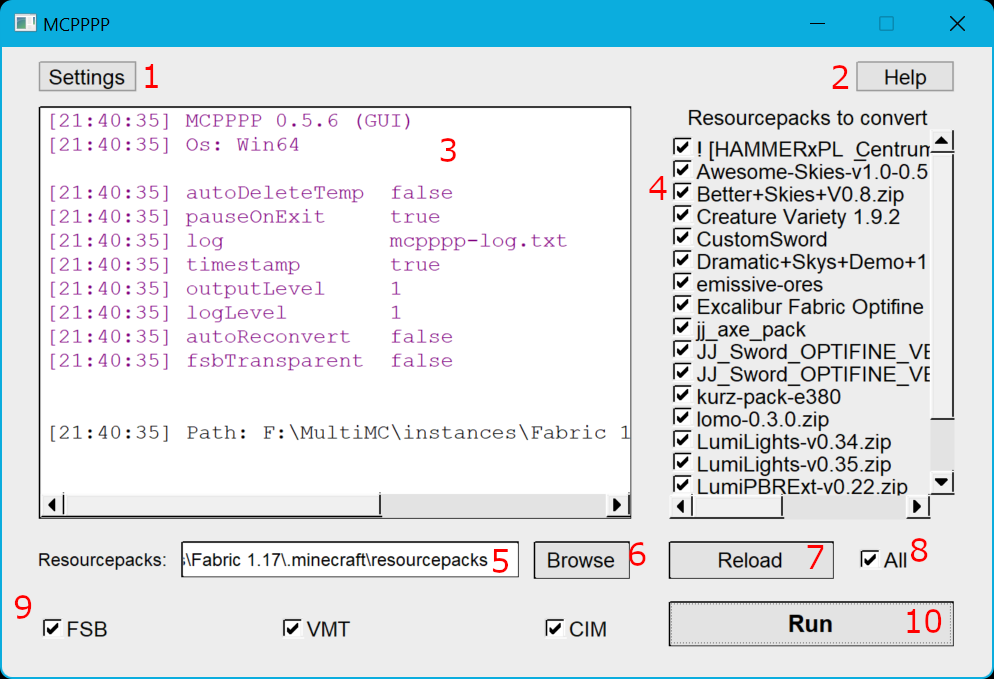 MCPPPP
Settings 1
2 Help
[21:40:35] MCPPPP 0.5.6 (GUI)
[21:40:35] Os: Win64
3
[21:40:35] autoDeleteTemp false
[21:40:35] pauseOnExit true
[21:40:35] log mcpppp-log.txt
[21:40:35] timestamp true
[21:40:35] outputLevel 1
[21:40:35] logLevel 1
[21:40:35] autoReconvert false
[21:40:35] fsbTransparent false
[21:40:35] Path: F:\MultiMC\instances\Fabric 1
Resourcepacks to convert
! [HAMMERxPL _Centrum
Awesome-Skies-v1.0-0.5
4
Better+Skies+V0.8.zip
Creature Variety 1.9.2
CustomSword
Dramatic+Skys+Demo+1
emissive-ores
Excalibur Fabric Optifine
jj_axe_pack
JJ_Sword_OPTIFINE_VE
JJ_Sword_OPTIFINE_VE
kurz-pack-e380
lomo-0.3.0.zip
LumiLights-v0.34.zip
LumiLights-v0.35.zip
LumiPBRExt-v0.22.zip
Resourcepacks: :\Fabric 1.17\.minecraft\resourcepacks 5 Browse 6 Reload 7 All 8
9
FSB VMT CIM Run 10